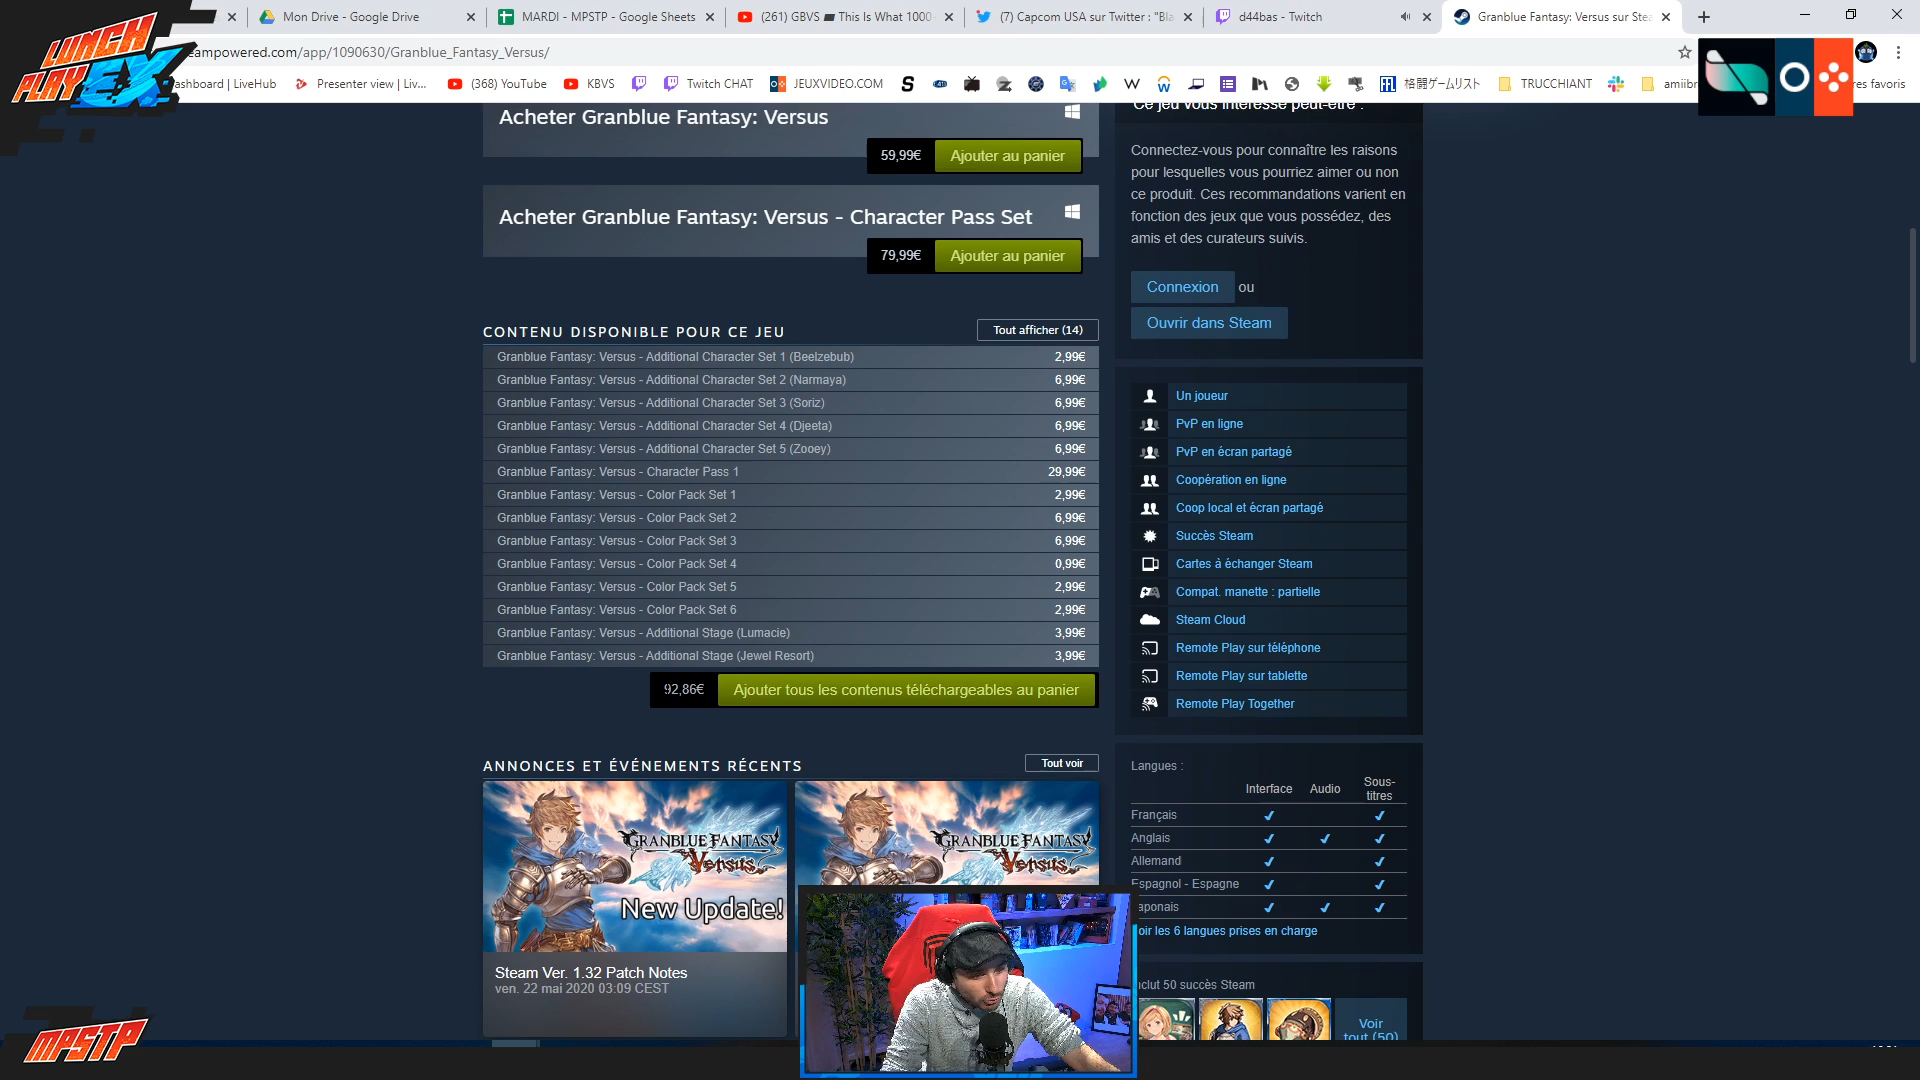 LUNCH
PLAY EX
Mon Drive - Google Drive
MARDI - MPSTP - Google Sheets
(261) GBVS This Is What 1000-
(7) Capcom USA sur Twitter : "Bla
d44bas - Twitch
Granblue Fantasy: Versus sur Stea
eampowered.com/app/1090630/Granblue_Fantasy_Versus/
ashboard | LiveHub
Presenter view | Liv...
(368) YouTube
KBVS
Twitch CHAT
JEUXVIDEO.COM
格闘ゲームリスト
TRUCCHIANT
amiibr
res favoris
Acheter Granblue Fantasy: Versus
59,99€
Ajouter au panier
Acheter Granblue Fantasy: Versus - Character Pass Set
79,99€
Ajouter au panier
CONTENU DISPONIBLE POUR CE JEU
Tout afficher (14)
Granblue Fantasy: Versus - Additional Character Set 1 (Beelzebub) 2,99€
Granblue Fantasy: Versus - Additional Character Set 2 (Narmaya) 6,99€
Granblue Fantasy: Versus - Additional Character Set 3 (Soriz) 6,99€
Granblue Fantasy: Versus - Additional Character Set 4 (Djeeta) 6,99€
Granblue Fantasy: Versus - Additional Character Set 5 (Zooey) 6,99€
Granblue Fantasy: Versus - Character Pass 1 29,99€
Granblue Fantasy: Versus - Color Pack Set 1 2,99€
Granblue Fantasy: Versus - Color Pack Set 2 6,99€
Granblue Fantasy: Versus - Color Pack Set 3 6,99€
Granblue Fantasy: Versus - Color Pack Set 4 0,99€
Granblue Fantasy: Versus - Color Pack Set 5 2,99€
Granblue Fantasy: Versus - Color Pack Set 6 2,99€
Granblue Fantasy: Versus - Additional Stage (Lumacie) 3,99€
Granblue Fantasy: Versus - Additional Stage (Jewel Resort) 3,99€
92,86€
Ajouter tous les contenus téléchargeables au panier
ANNONCES ET ÉVÉNEMENTS RÉCENTS
Tout voir
GRANBLUE FANTASY
Versus
New Update!
GRANBLUE FANTASY
Versus
Steam Ver. 1.32 Patch Notes
ven. 22 mai 2020 03:09 CEST
MPSTP
Ce jeu vous intéresse peut-être :
Connectez-vous pour connaître les raisons
pour lesquelles vous pourriez aimer ou non
ce produit. Ces recommandations varient en
fonction des jeux que vous possédez, des
amis et des curateurs suivis.
Connexion ou
Ouvrir dans Steam
Un joueur
PvP en ligne
PvP en écran partagé
Coopération en ligne
Coop local et écran partagé
Succès Steam
Cartes à échanger Steam
Compat. manette : partielle
Steam Cloud
Remote Play sur téléphone
Remote Play sur tablette
Remote Play Together
Langues :
Interface Audio Sous-
titres
Français
Anglais
Allemand
Espagnol - Espagne
aponais
oir les 6 langues prises en charge
nclut 50 succès Steam
Voir
tout (50)